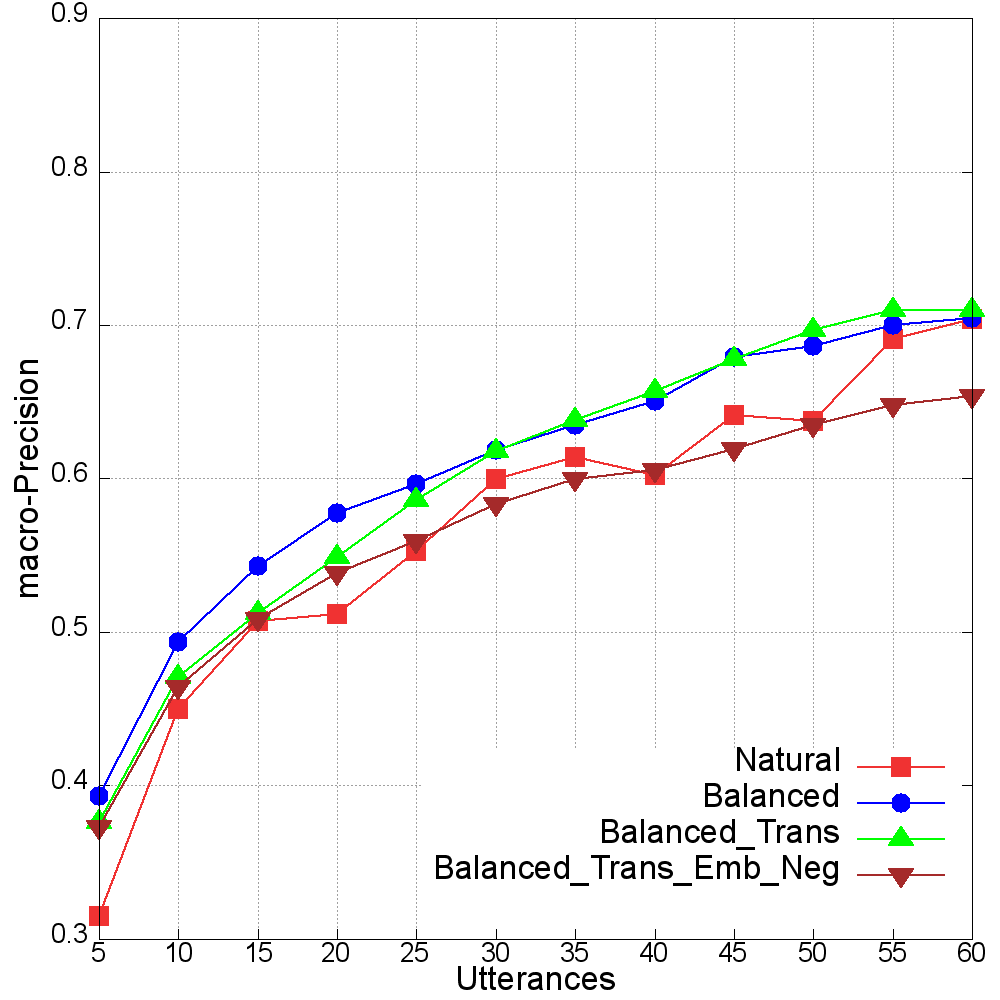 0.9
0.8
0.7
0.6
0.5
0.4
0.3
macro-Precision
Natural
Balanced
Balanced_Trans
Balanced_Trans_Emb_Neg
5 10 15 20 25 30 35 40 45 50 55 60
Utterances